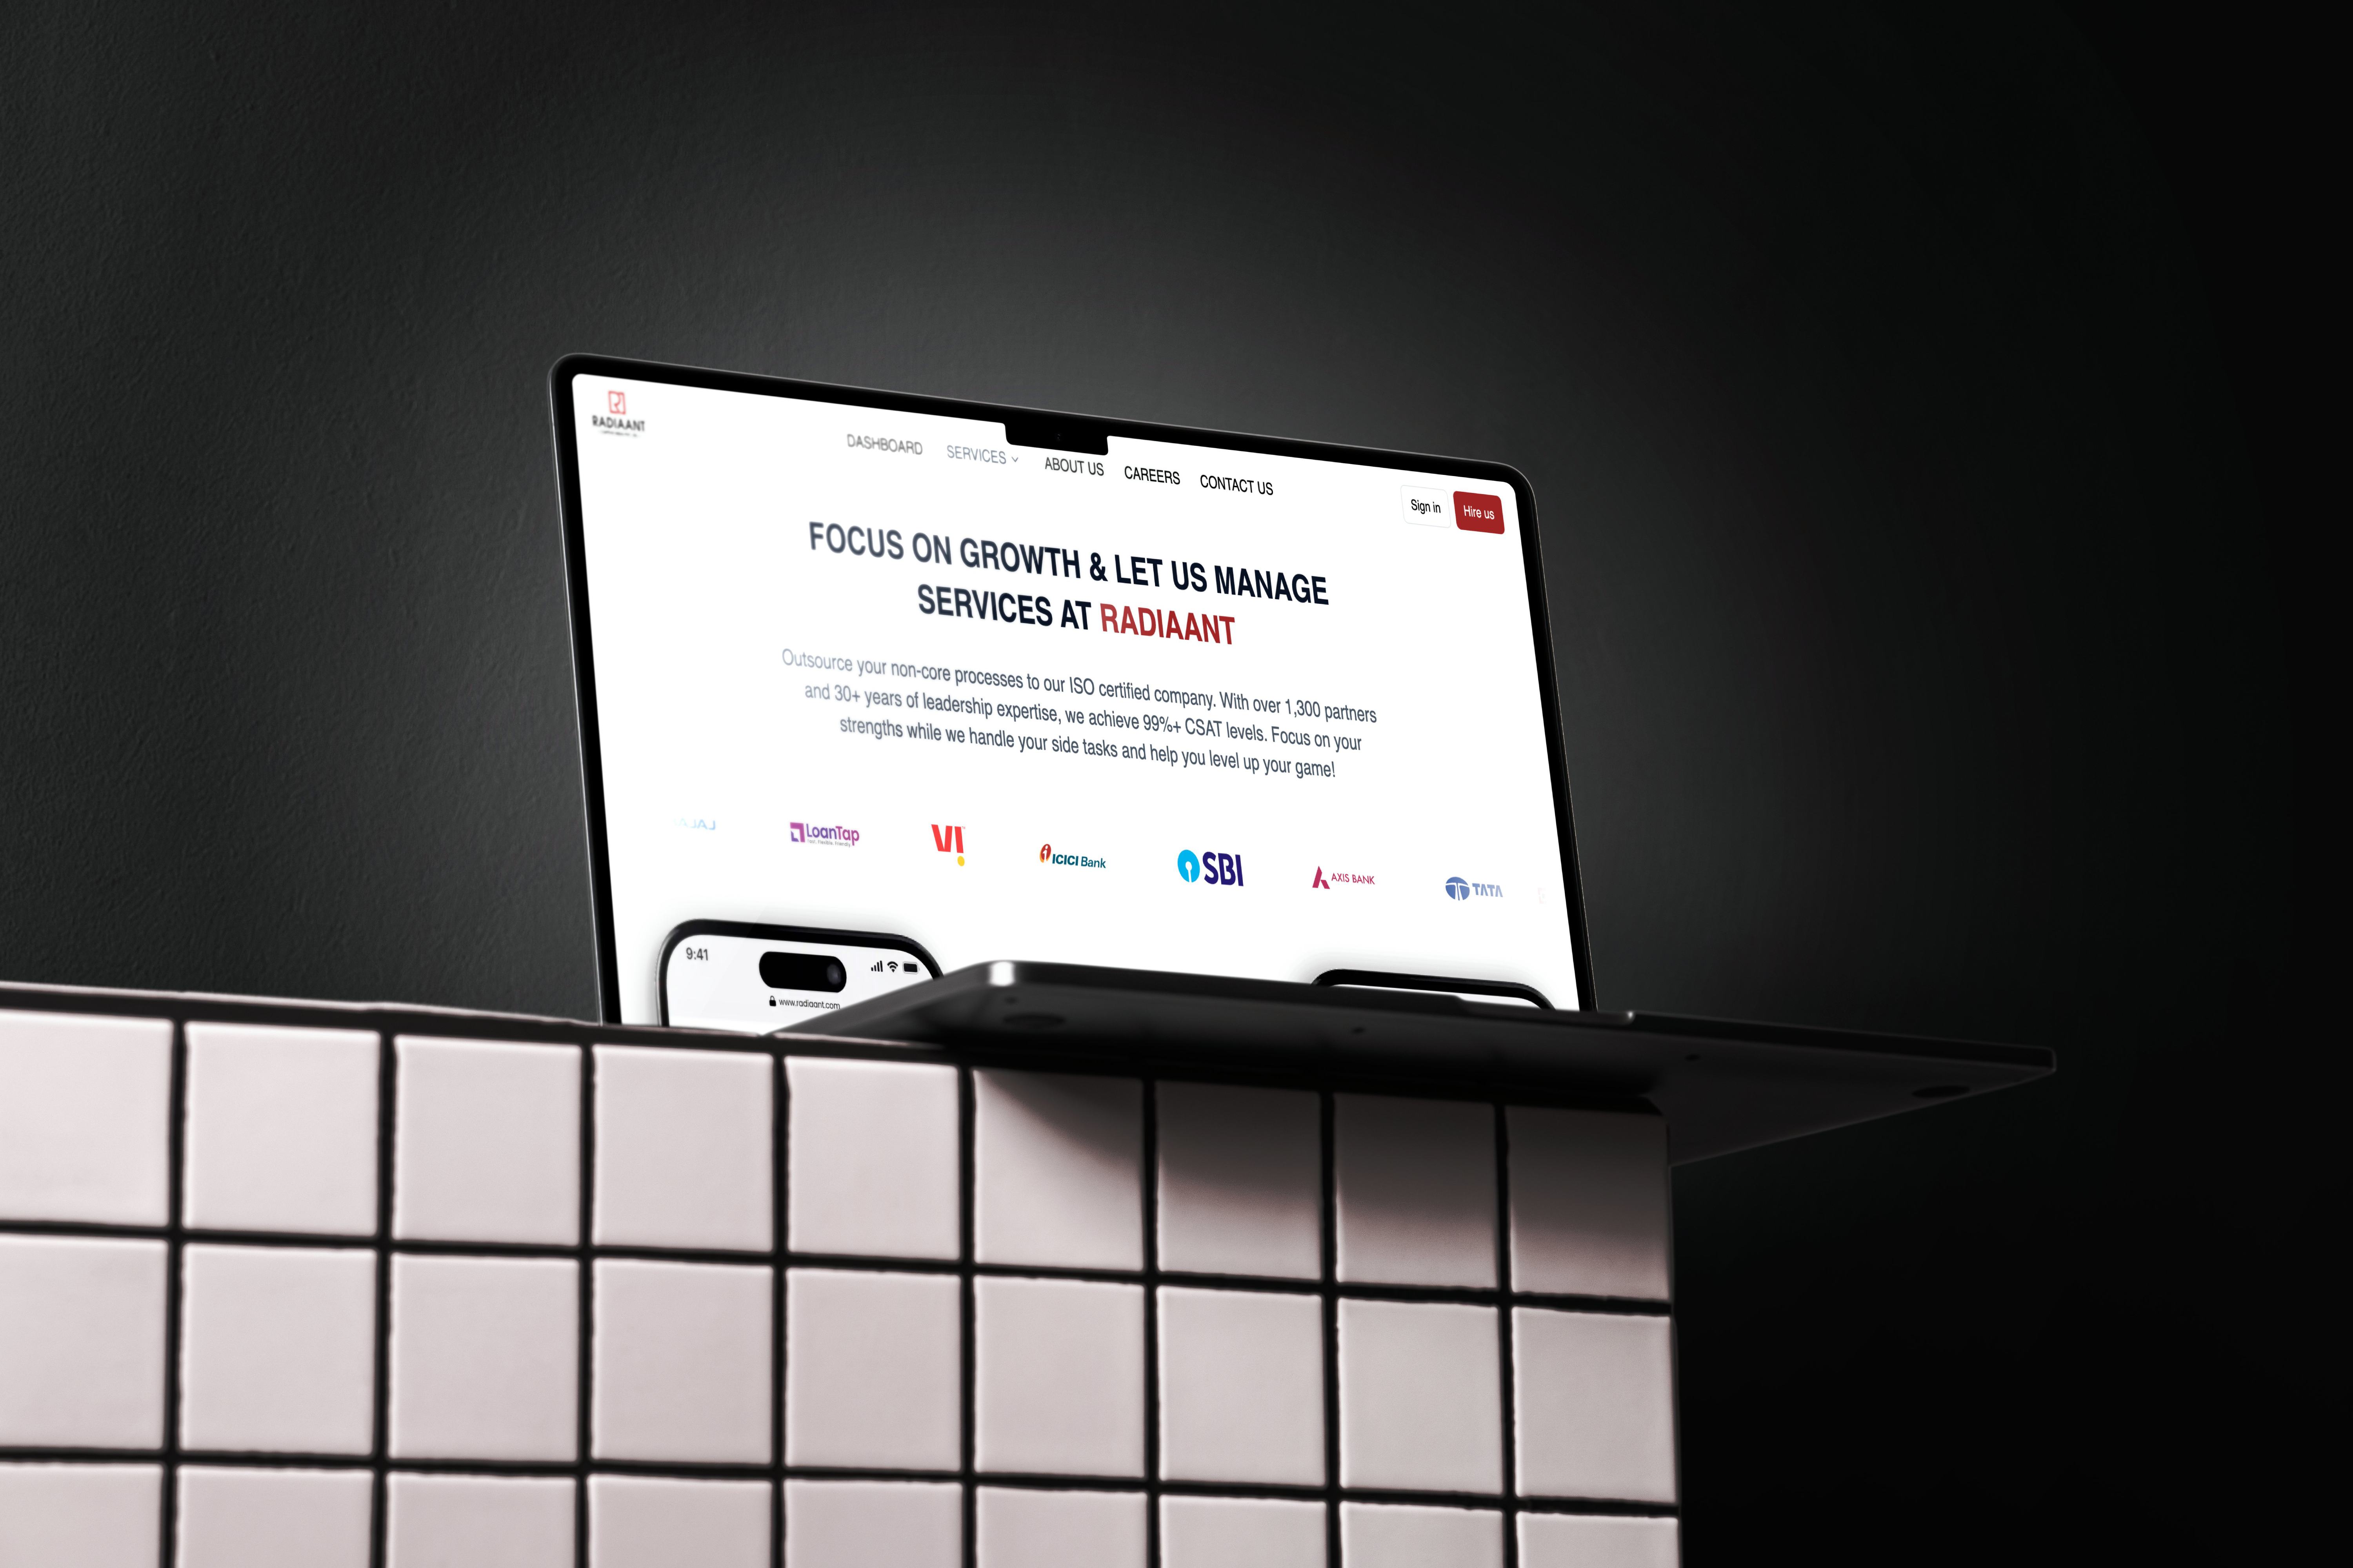 RADIAANT
DASHBOARD
SERVICES
ABOUT US
CAREERS
CONTACT US
Sign in
Hire us
FOCUS ON GROWTH & LET US MANAGE
SERVICES AT RADIAANT
Outsource your non-core processes to our ISO certified company. With over 1,300 partners
and 30+ years of leadership expertise, we achieve 99%+ CSAT levels. Focus on your
strengths while we handle your side tasks and help you level up your game!
LoanTap
VI
ICICI Bank
SBI
AXIS BANK
TATA
9:41
www.radiaant.com